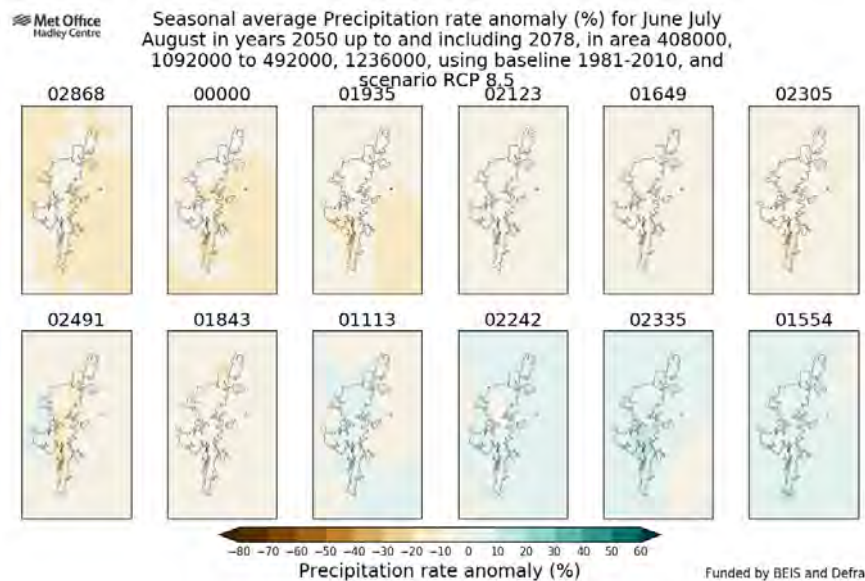 Met Office
Hadley Centre
Seasonal average Precipitation rate anomaly (%) for June July
August in years 2050 up to and including 2078, in area 408000,
1092000 to 492000, 1236000, using baseline 1981-2010, and
scenario RCP 8.5
02868 00000 01935 02123 01649 02305
02491 01843 01113 02242 02335 01554
−80 −70 −60 −50 −40 −30 −20 −10 0 10 20 30 40 50 60
Precipitation rate anomaly (%)
Funded by BEIS and Defra